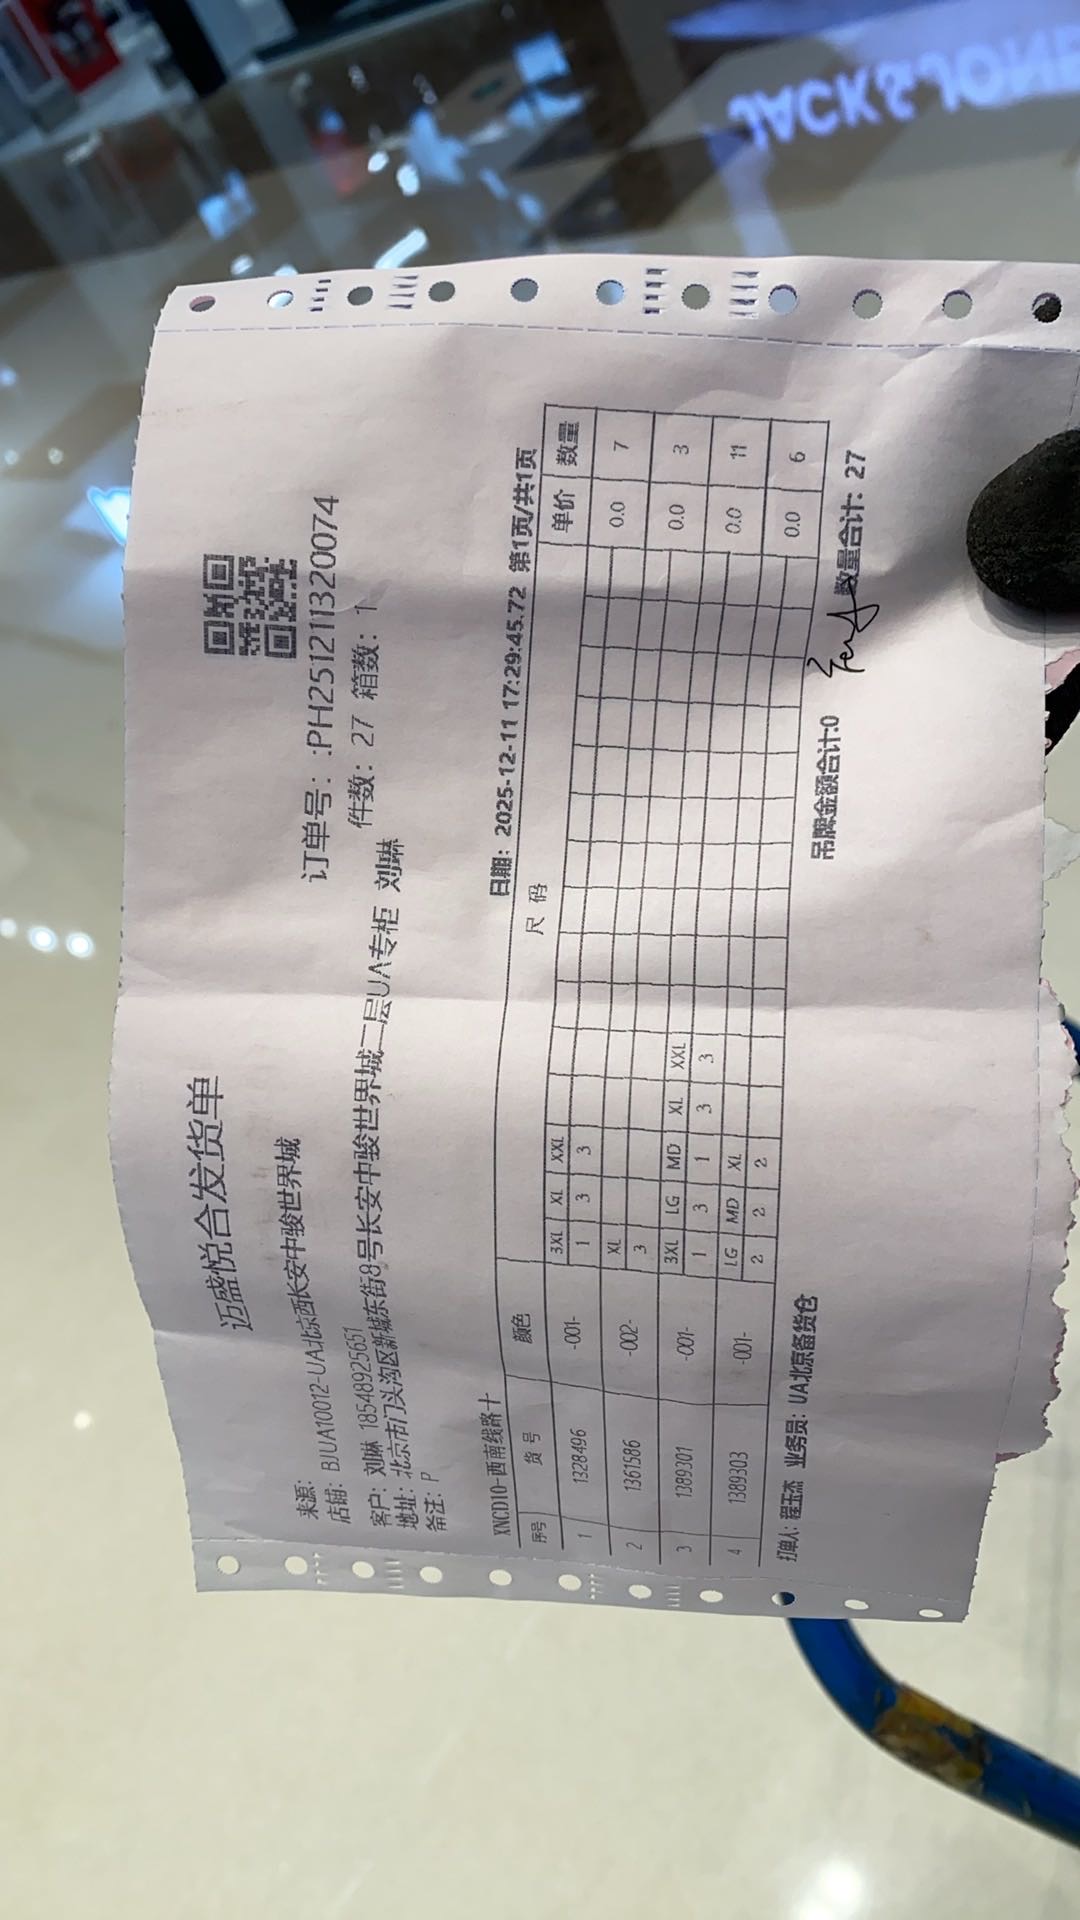 JACK & JONE
迈盛悦合发货单
来源:
订单号: :PH251211320074
店铺: BJUA10012-UA北京西长安中骏世界城
件数: 27 箱数: 1
客户: 刘琳 18548925651
地址: 北京市门头沟区新城东街8号长安中骏世界城二层UA专柜 刘琳
备注: P
XNCD10-西南线路十
日期: 2025-12-11 17:29:45.72 第1页/共1页
序号 货号 颜色 尺 码 单价 数量
3XL XL XXL
1 1328496 -001- 1 3 3 0.0 7
XL
2 1361586 -002- 3 0.0 3
3XL LG MD XL XXL
3 1389301 -001- 1 3 1 3 3 0.0 11
LG MD XL
4 1389303 -001- 2 2 2 0.0 6
打单人: 程玉杰 业务员: UA北京备货仓 吊牌金额合计:0 数量合计: 27